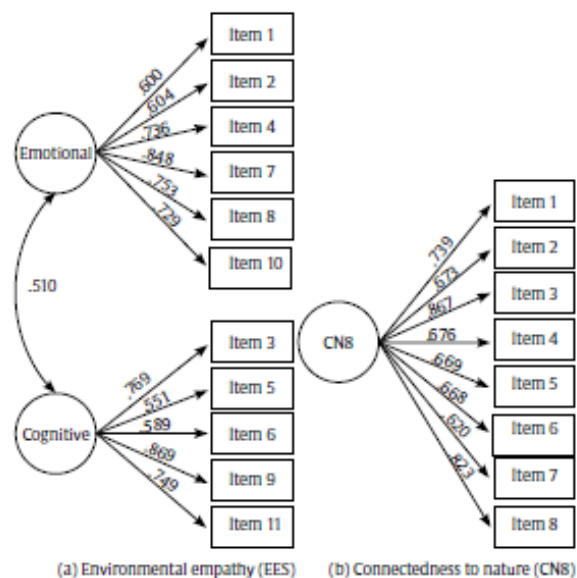 Item 1
.600
Item 2
.604
Item 4
.736
Emotional
Item 7
.848
Item 8
.753
Item 10
.729
.510
Item 3
.769
Item 5
.551
Cognitive
Item 6
.589
Item 9
.869
Item 11
.749
(a) Environmental empathy (EES)
Item 1
.739
Item 2
.673
Item 3
.867
CN8
Item 4
.676
Item 5
.669
Item 6
.668
Item 7
.620
Item 8
.823
(b) Connectedness to nature (CN8)